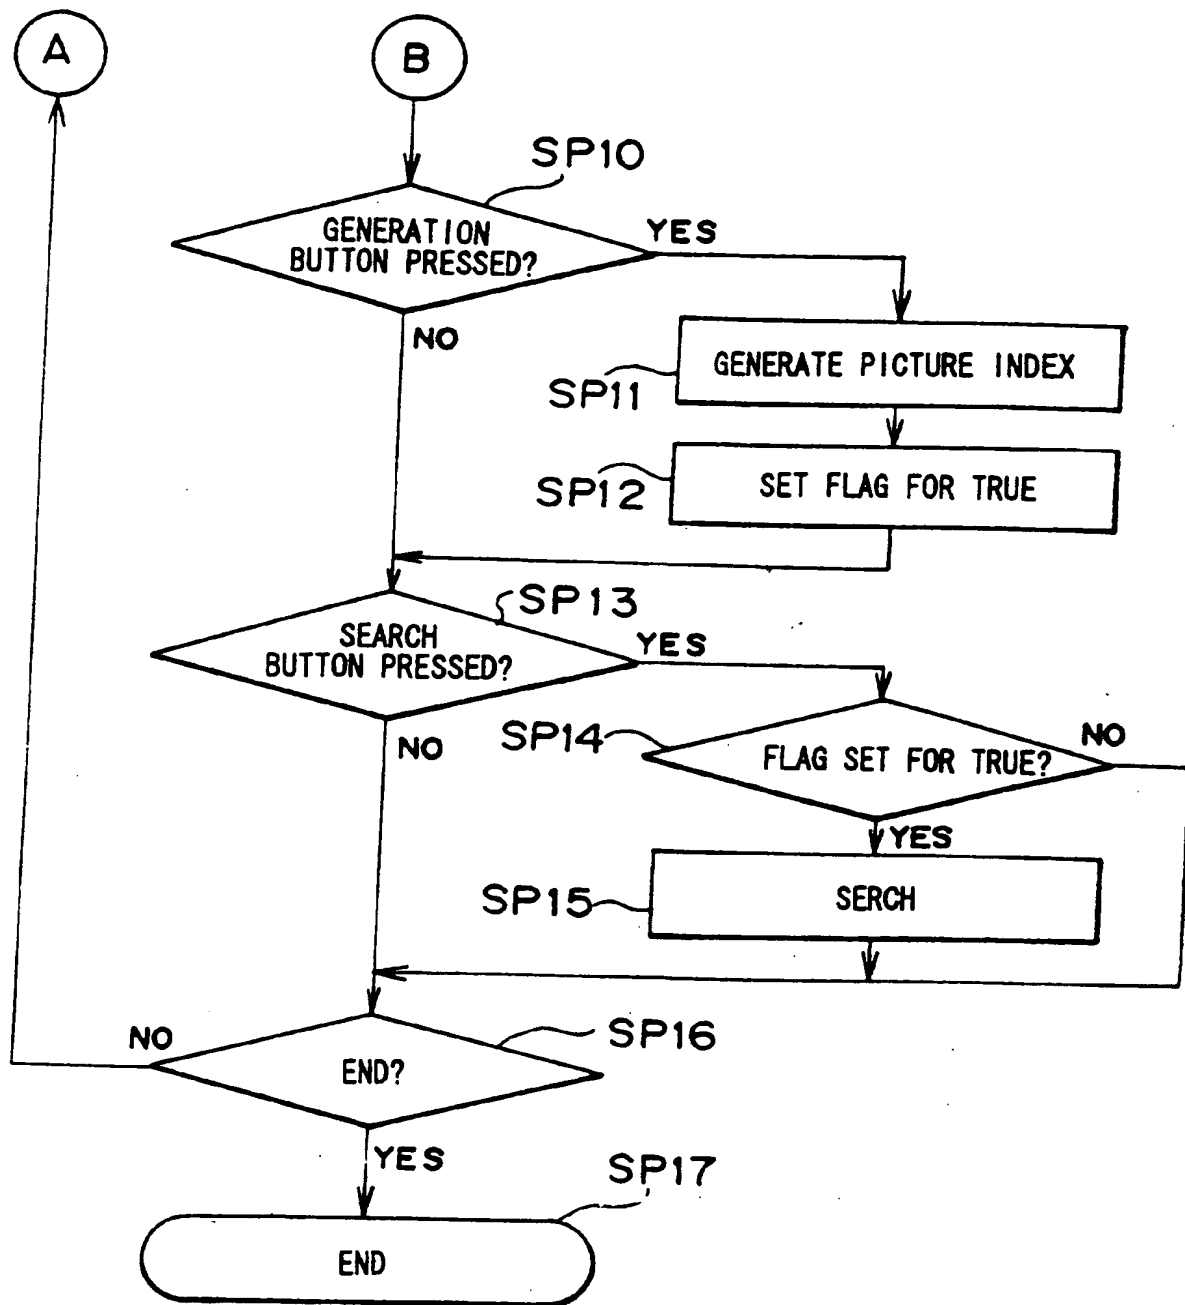 A
B
SP10
GENERATION
BUTTON PRESSED?
YES
NO
GENERATE PICTURE INDEX
SP11
SET FLAG FOR TRUE
SP12
SP13
SEARCH
BUTTON PRESSED?
YES
NO
SP14
FLAG SET FOR TRUE?
NO
YES
SP15
SERCH
NO
SP16
END?
YES
SP17
END